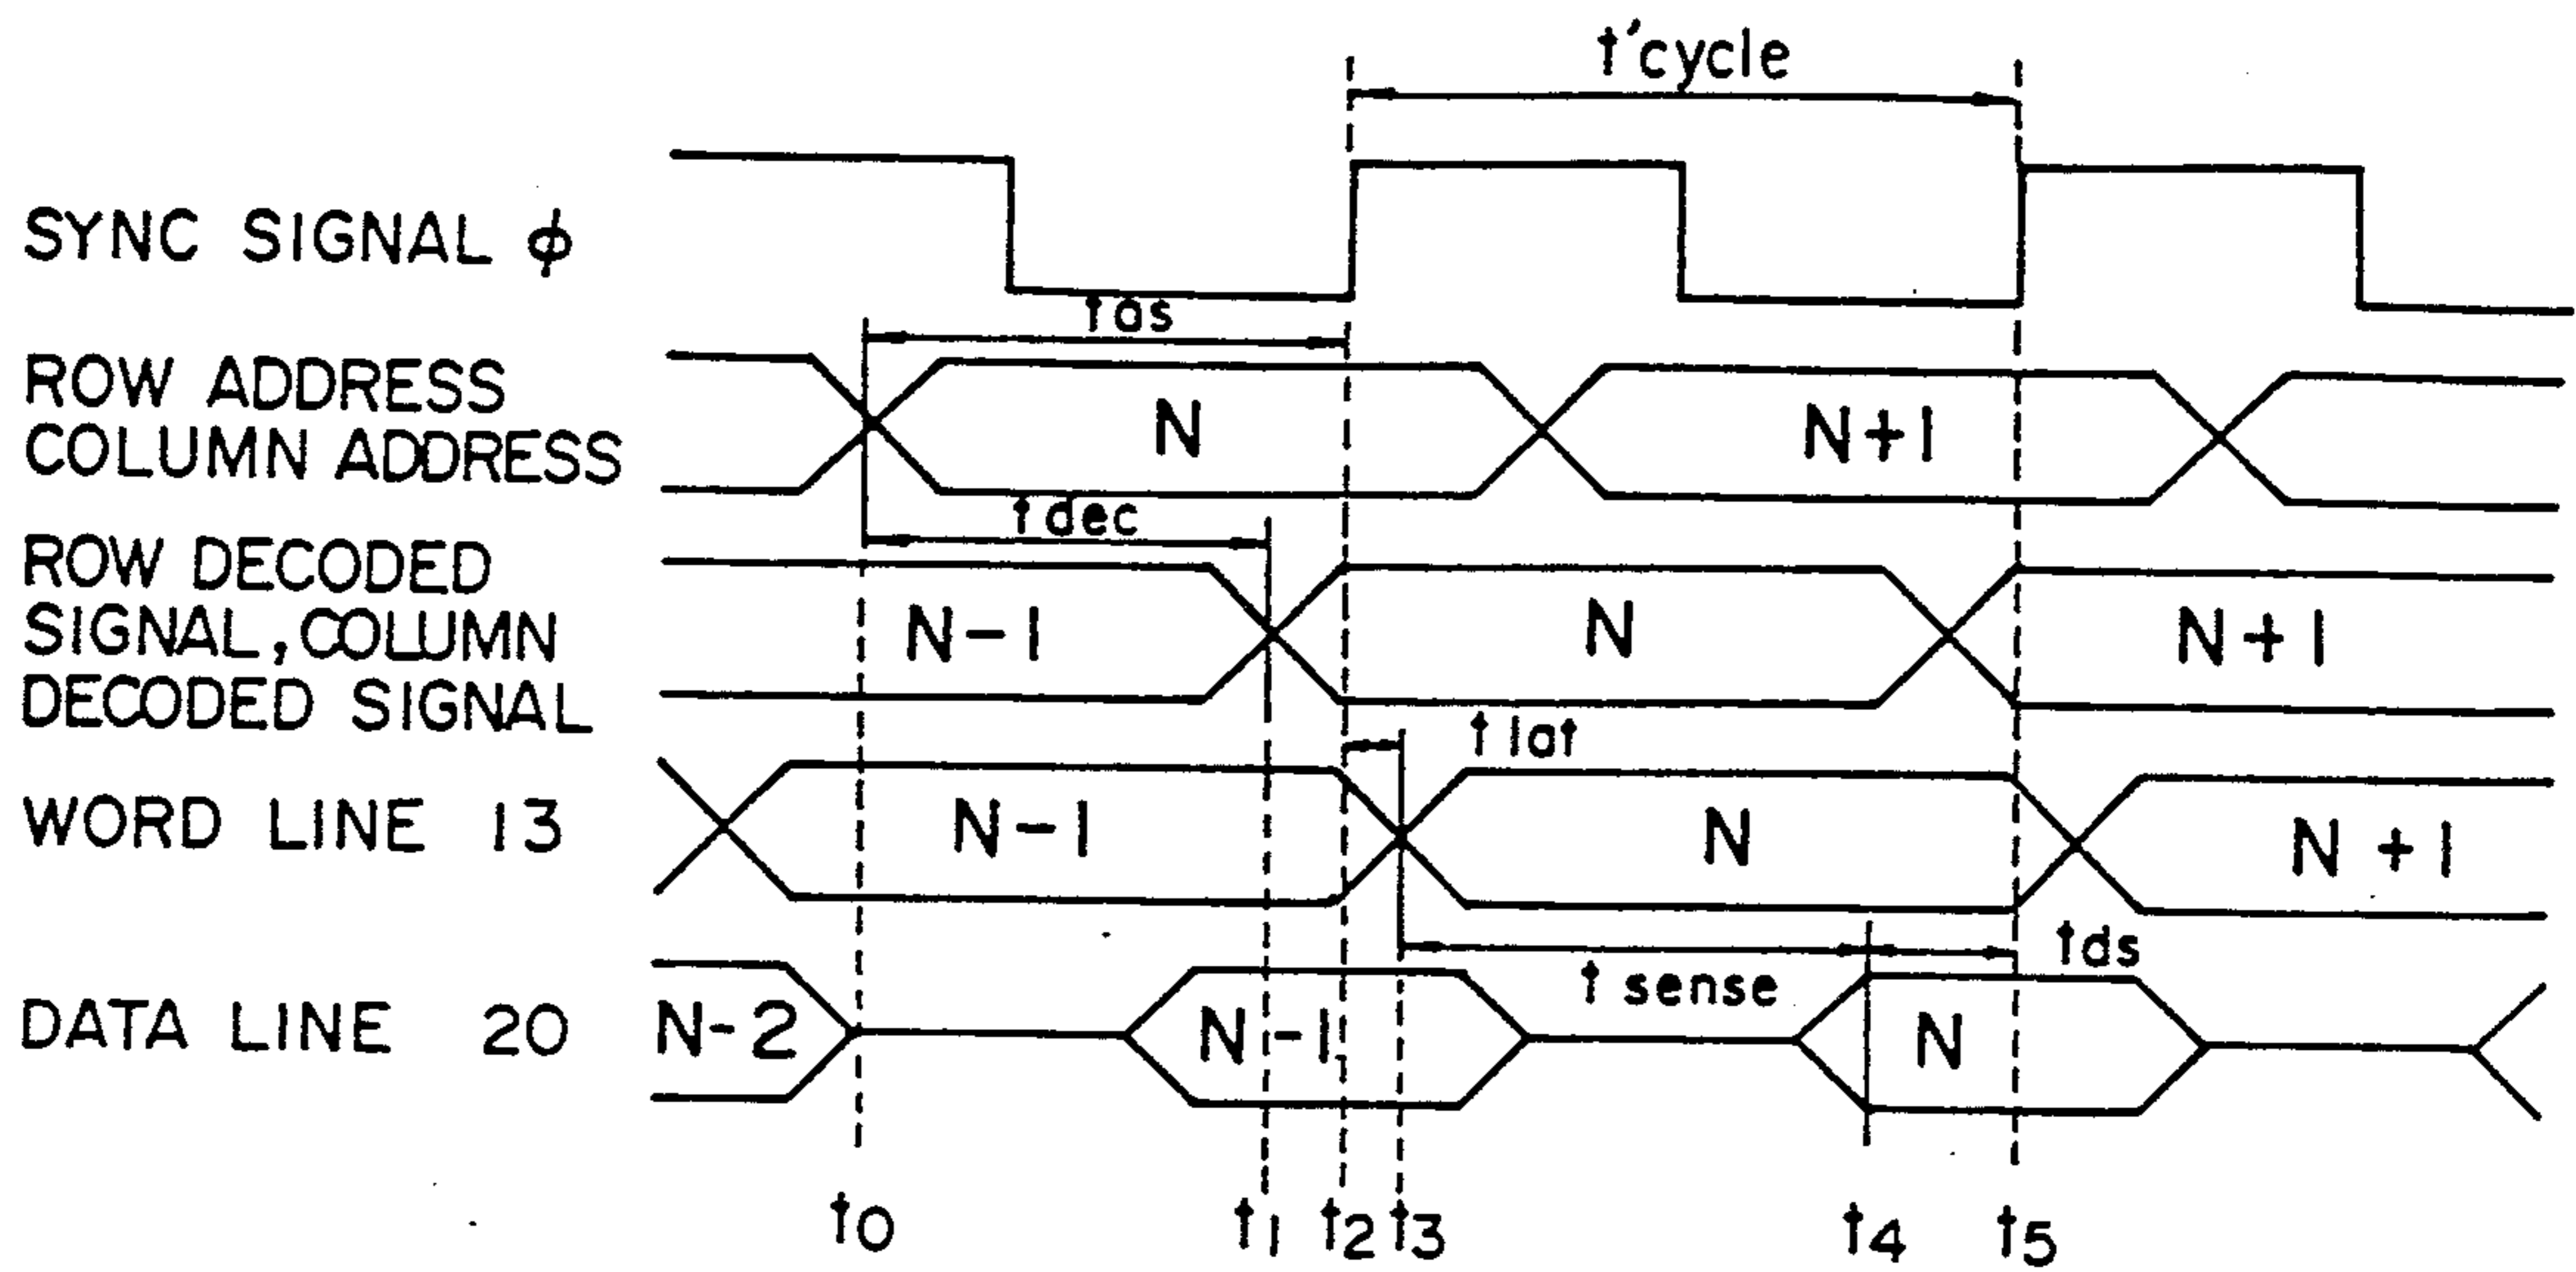 t'cycle
SYNC SIGNAL ϕ
tas
ROW ADDRESS
COLUMN ADDRESS
N
N+1
tdec
ROW DECODED
SIGNAL, COLUMN
DECODED SIGNAL
N-1
N
N+1
tlat
WORD LINE 13
N-1
N
N+1
tds
t sense
DATA LINE 20
N-2
N-1
N
t0
t1
t2
t3
t4
t5